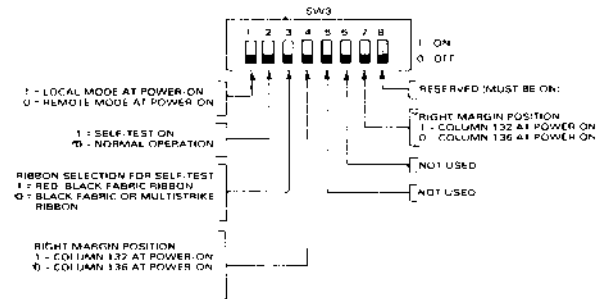 SW3
1 2 3 4 5 6 7 8
1 ON
0 OFF
1 = LOCAL MODE AT POWER-ON
0 = REMOTE MODE AT POWER ON
1 = SELF-TEST ON
0 - NORMAL OPERATION
RIBBON SELECTION FOR SELF-TEST
1 = RED BLACK FABRIC RIBBON
0 = BLACK FABRIC OR MULTISTRIKE
RIBBON
RIGHT MARGIN POSITION
1 - COLUMN 132 AT POWER-ON
0 - COLUMN 136 AT POWER ON
RESERVED (MUST BE ON)
RIGHT MARGIN POSITION
1 - COLUMN 132 AT POWER ON
0 COLUMN 136 AT POWER ON
NOT USED
NOT USED